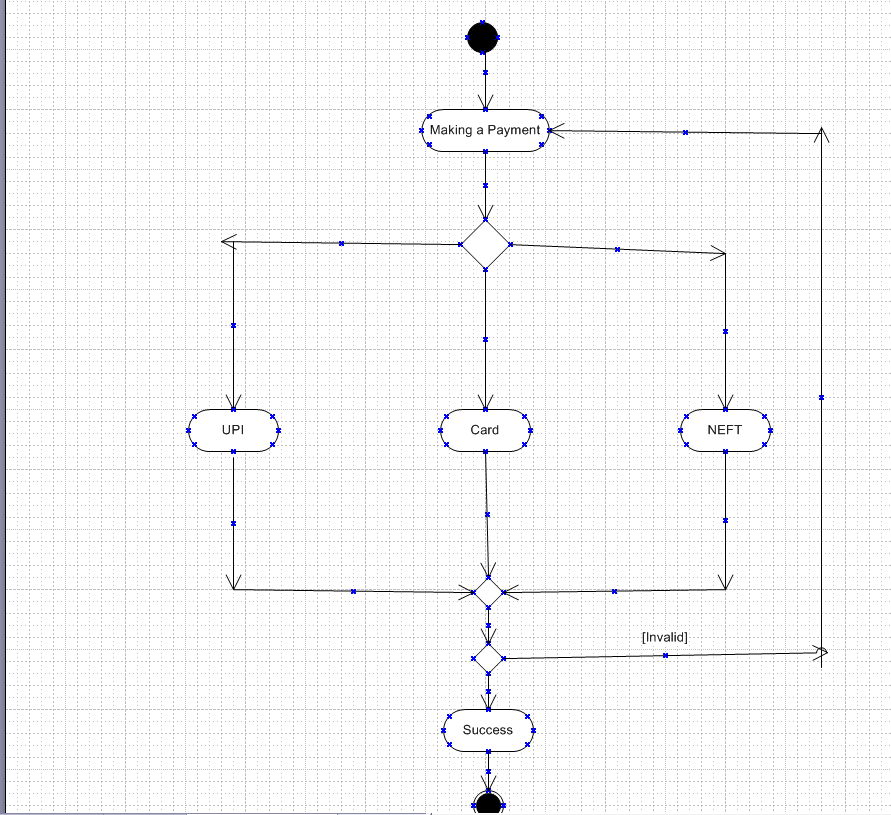 Making a Payment
UPI
Card
NEFT
[Invalid]
Success